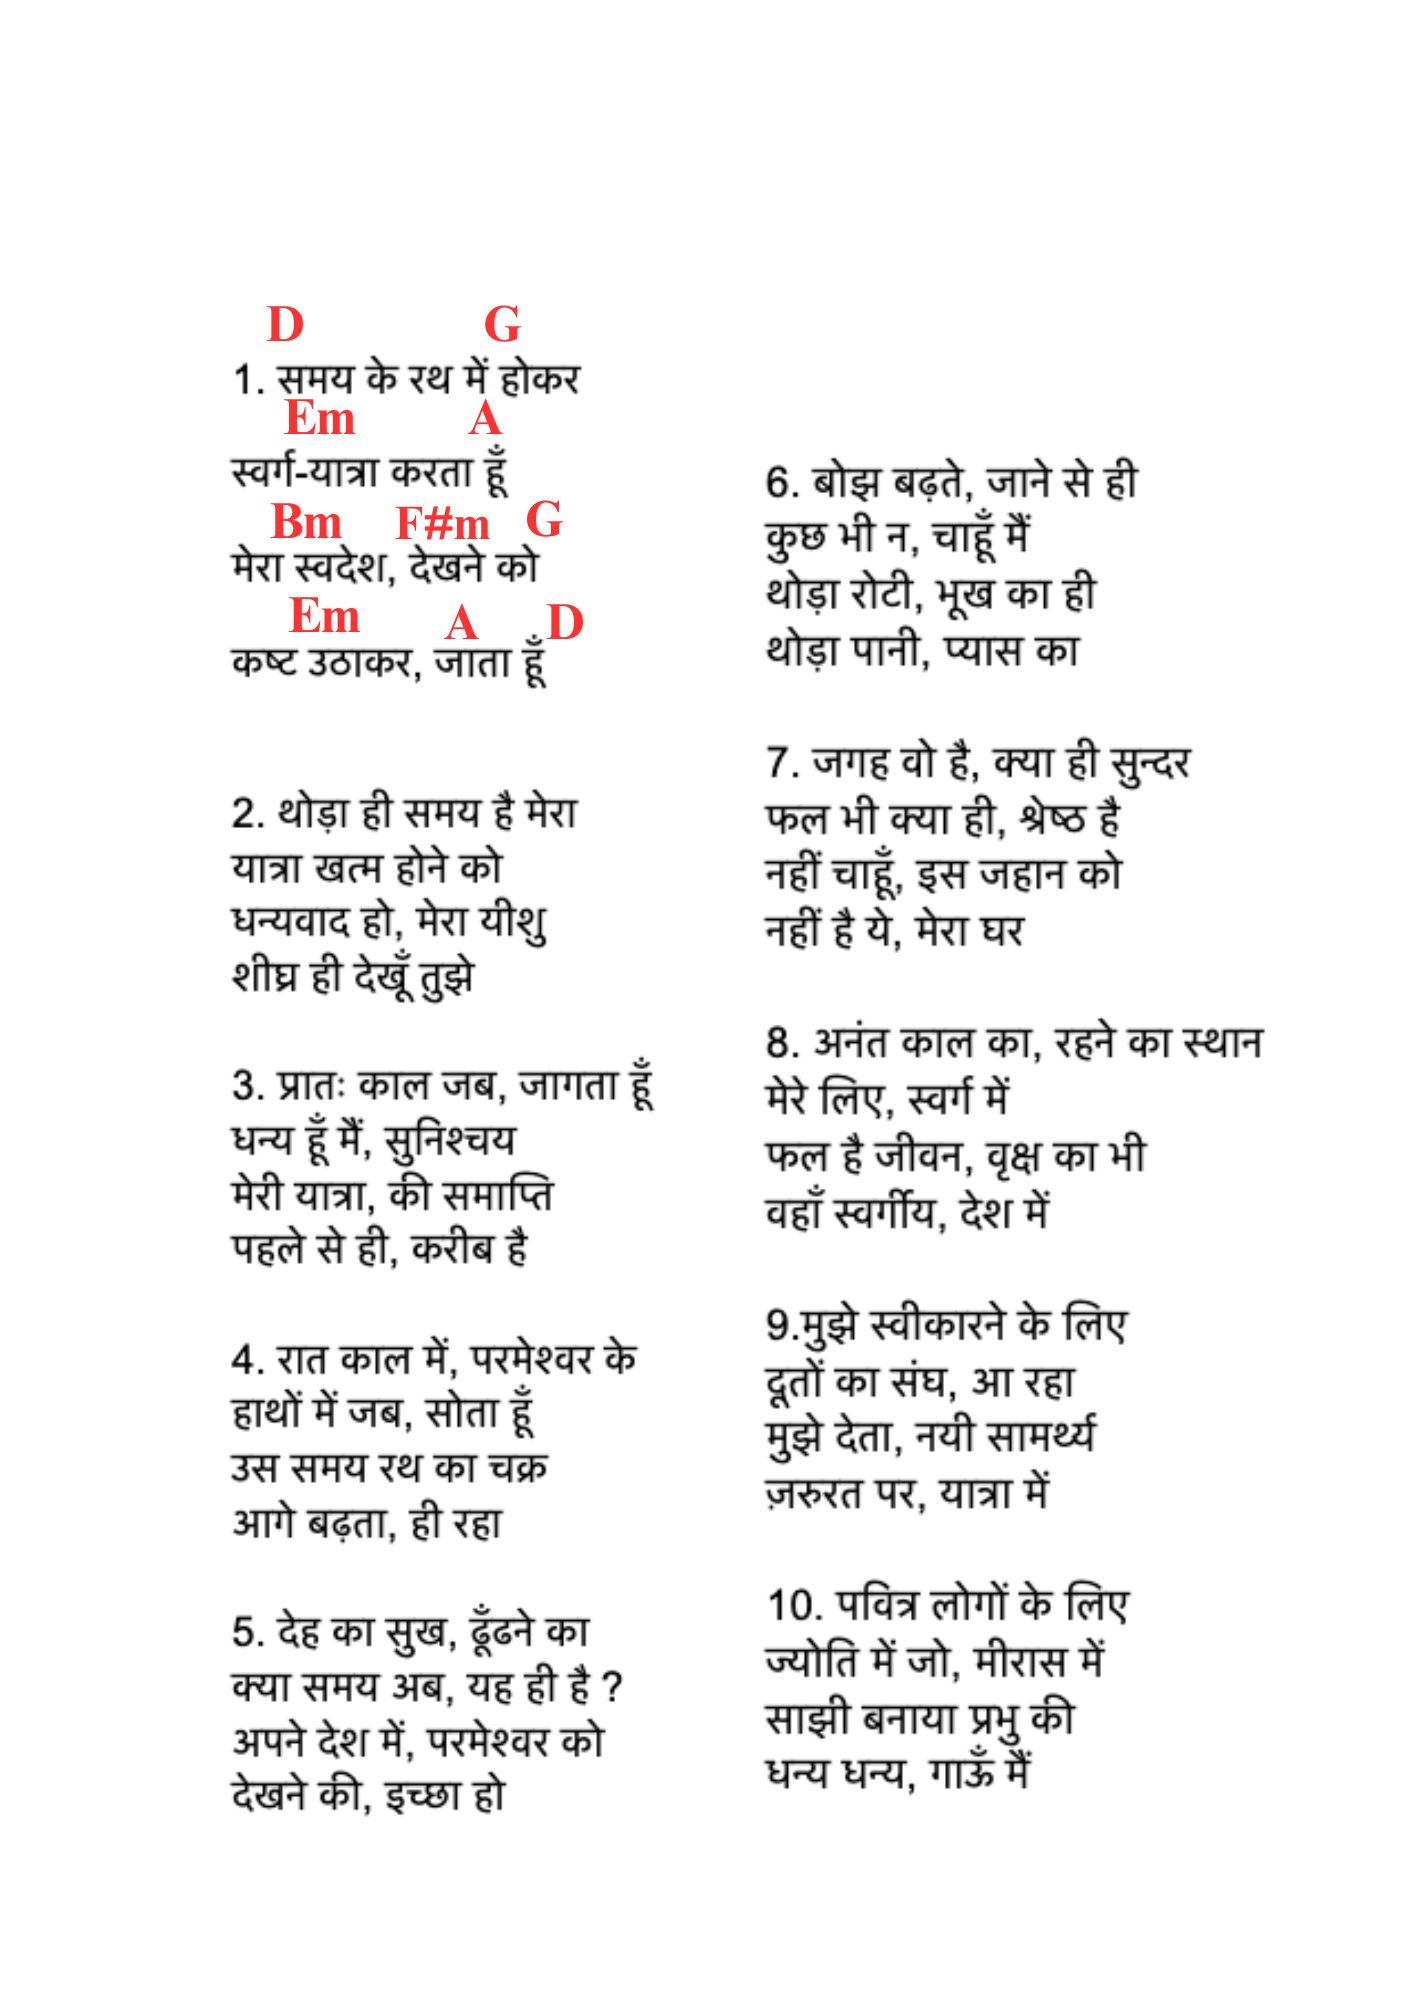 D G
1. समय के रथ में होकर
Em A
स्वर्ग-यात्रा करता हूँ
Bm F#m G
मेरा स्वदेश, देखने को
Em A D
कष्ट उठाकर, जाता हूँ
2. थोड़ा ही समय है मेरा
यात्रा खत्म होने को
धन्यवाद हो, मेरा यीशु
शीघ्र ही देखूँ तुझे
3. प्रातः काल जब, जागता हूँ
धन्य हूँ मैं, सुनिश्चय
मेरी यात्रा, की समाप्ति
पहले से ही, करीब है
4. रात काल में, परमेश्वर के
हाथों में जब, सोता हूँ
उस समय रथ का चक्र
आगे बढ़ता, ही रहा
5. देह का सुख, ढूँढने का
क्या समय अब, यह ही है ?
अपने देश में, परमेश्वर को
देखने की, इच्छा हो
6. बोझ बढ़ते, जाने से ही
कुछ भी न, चाहूँ मैं
थोड़ा रोटी, भूख का ही
थोड़ा पानी, प्यास का
7. जगह वो है, क्या ही सुन्दर
फल भी क्या ही, श्रेष्ठ है
नहीं चाहूँ, इस जहान को
नहीं है ये, मेरा घर
8. अनंत काल का, रहने का स्थान
मेरे लिए, स्वर्ग में
फल है जीवन, वृक्ष का भी
वहाँ स्वर्गीय, देश में
9.मुझे स्वीकारने के लिए
दूतों का संघ, आ रहा
मुझे देता, नयी सामर्थ्य
ज़रुरत पर, यात्रा में
10. पवित्र लोगों के लिए
ज्योति में जो, मीरास में
साझी बनाया प्रभु की
धन्य धन्य, गाऊँ मैं